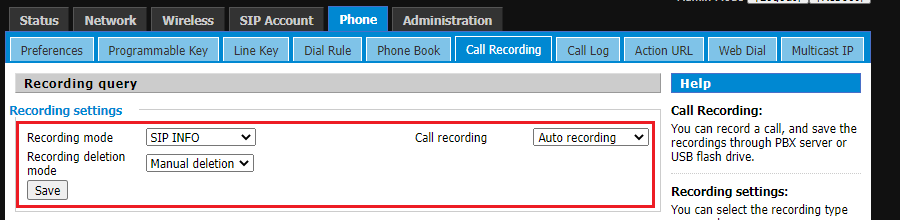 Status Network Wireless SIP Account Phone Administration
Preferences Programmable Key Line Key Dial Rule Phone Book Call Recording Call Log Action URL Web Dial Multicast IP
Recording query
Help
Recording settings
Recording mode SIP INFO Call recording Auto recording
Recording deletion
mode Manual deletion
Save
Call Recording:
You can record a call, and save the
recordings through PBX server or
USB flash drive.
Recording settings:
You can select the recording type